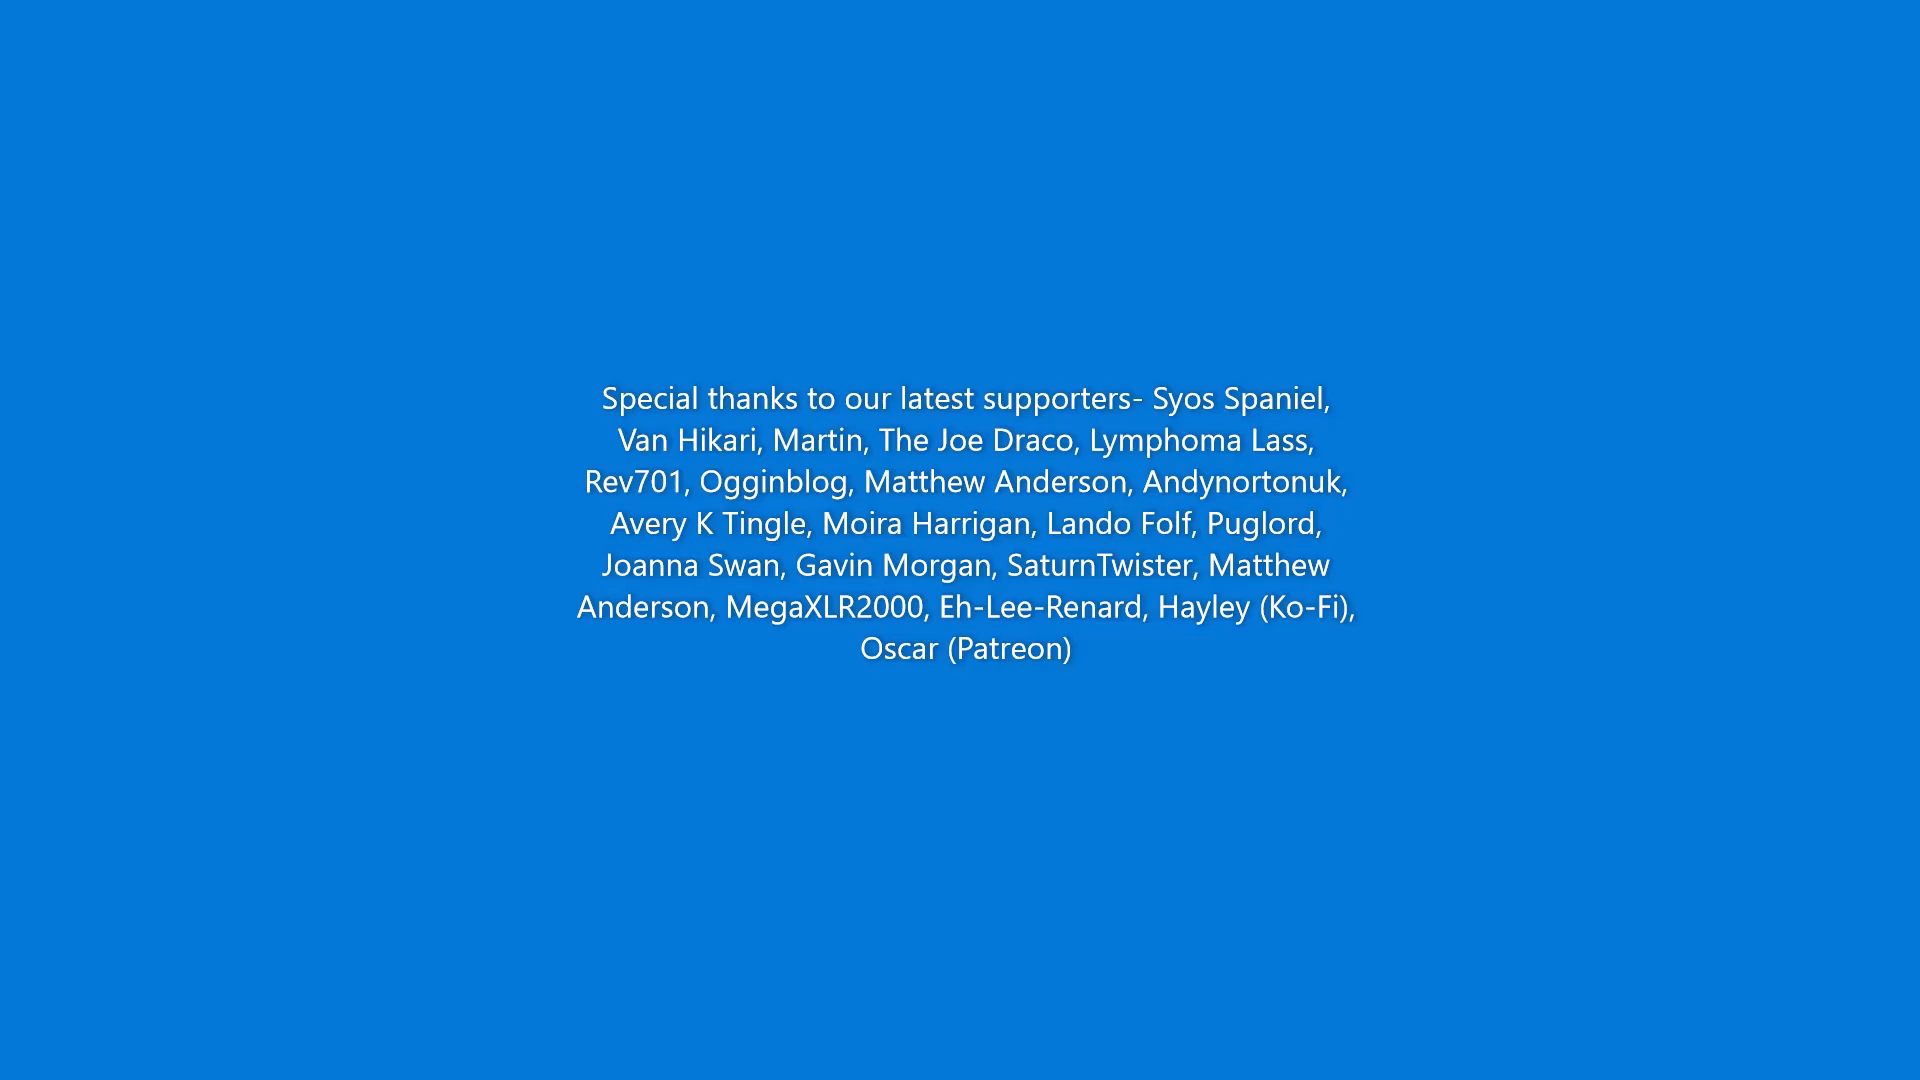 Special thanks to our latest supporters- Syos Spaniel,
Van Hikari, Martin, The Joe Draco, Lymphoma Lass,
Rev701, Ogginblog, Matthew Anderson, Andynortonuk,
Avery K Tingle, Moira Harrigan, Lando Folf, Puglord,
Joanna Swan, Gavin Morgan, SaturnTwister, Matthew
Anderson, MegaXLR2000, Eh-Lee-Renard, Hayley (Ko-Fi),
Oscar (Patreon)